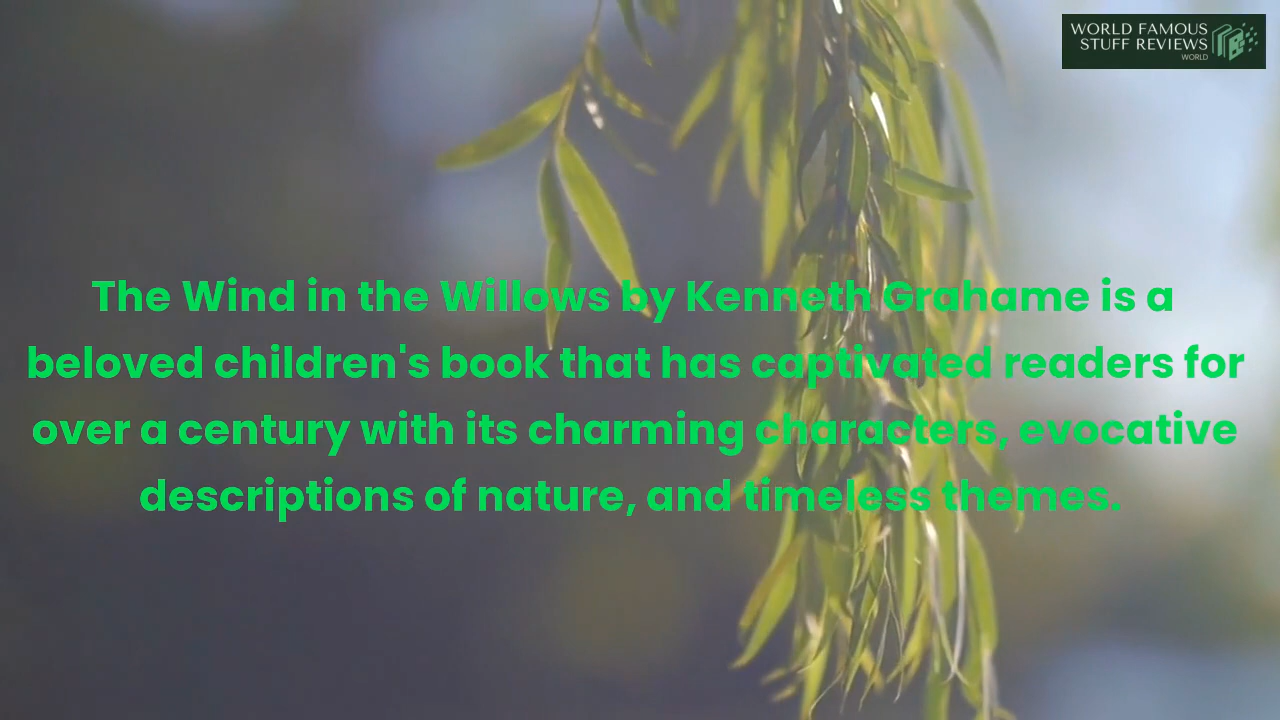 WORLD FAMOUS
STUFF REVIEWS
WORLD
The Wind in the Willows by Kenneth Grahame is a
beloved children's book that has captivated readers for
over a century with its charming characters, evocative
descriptions of nature, and timeless themes.